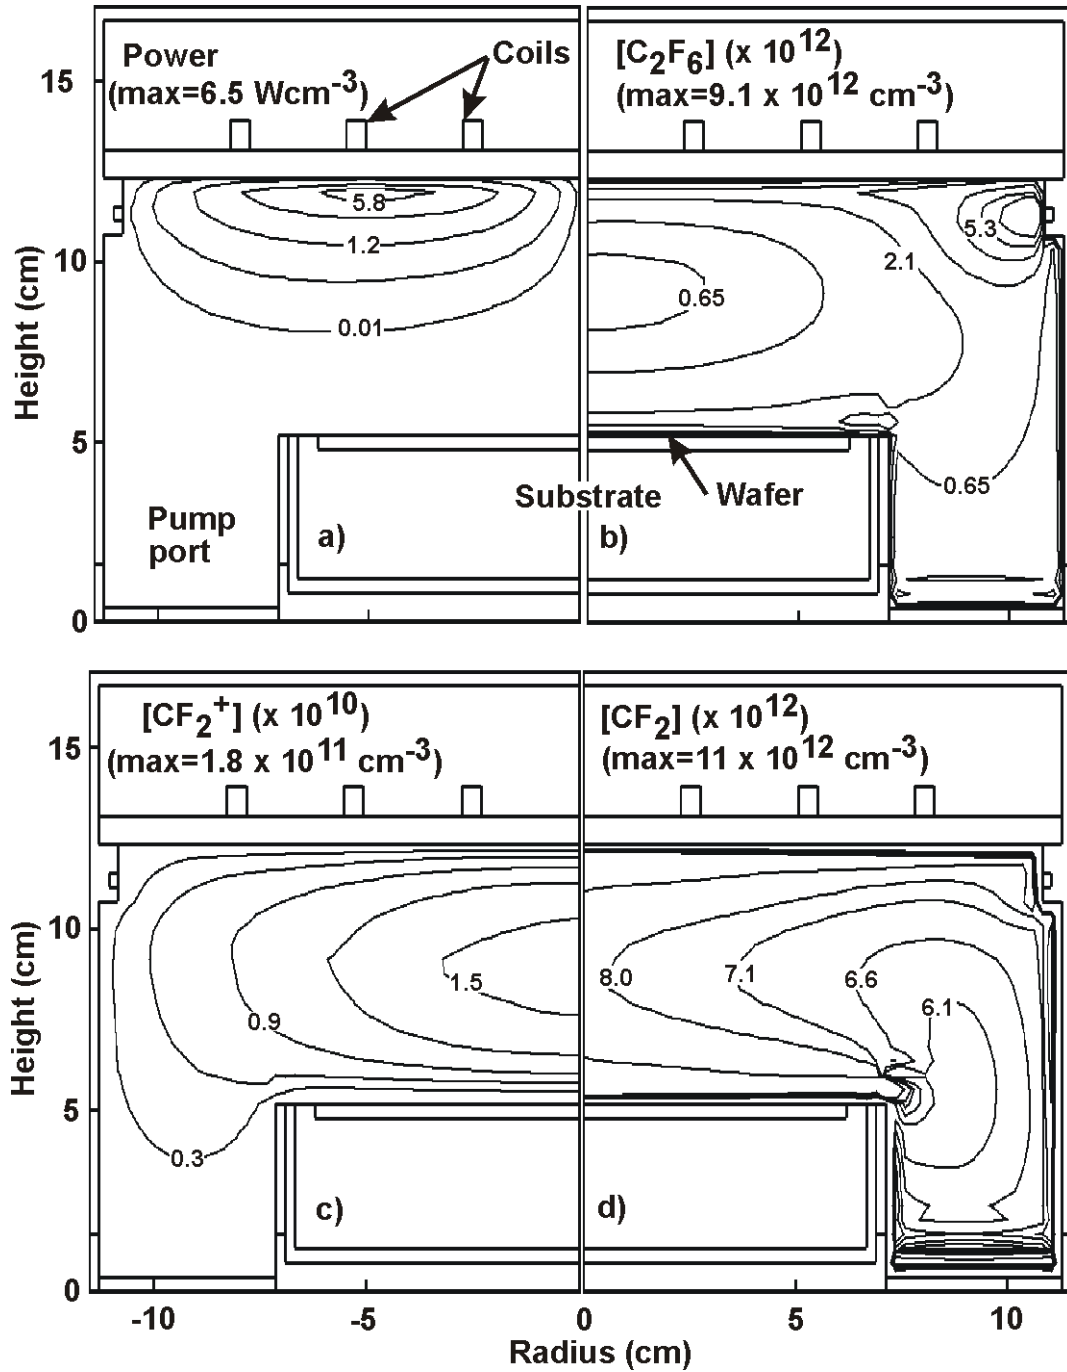 Power
(max=6.5 Wcm-3)
Coils
[C2F6] (x 10^12)
(max=9.1 x 10^12 cm-3)
15
5.8
1.2
0.01
10
5.3
2.1
0.65
Height (cm)
5
0.65
Substrate
Wafer
Pump
port
a)
b)
0
[CF2+] (x 10^10)
(max=1.8 x 10^11 cm-3)
[CF2] (x 10^12)
(max=11 x 10^12 cm-3)
15
10
1.5
0.9
0.3
8.0
7.1
6.6
6.1
Height (cm)
5
c)
d)
0
-10
-5
0
5
10
Radius (cm)